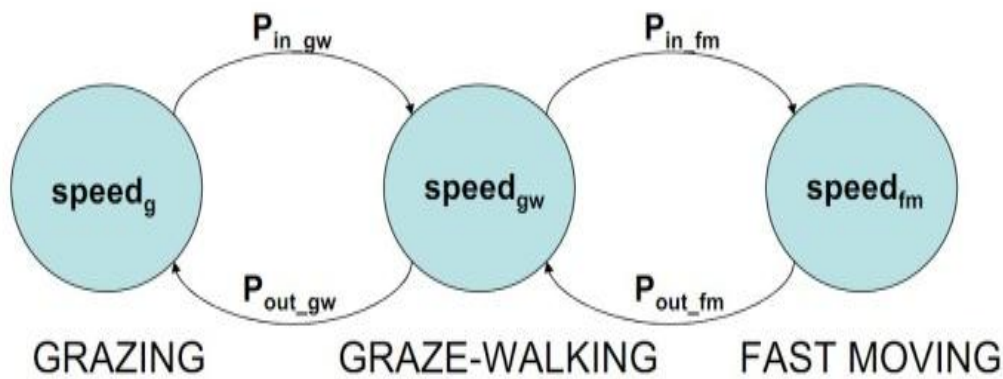 P_in_gw P_in_fm
speed_g speed_gw speed_fm
P_out_gw P_out_fm
GRAZING GRAZE-WALKING FAST MOVING